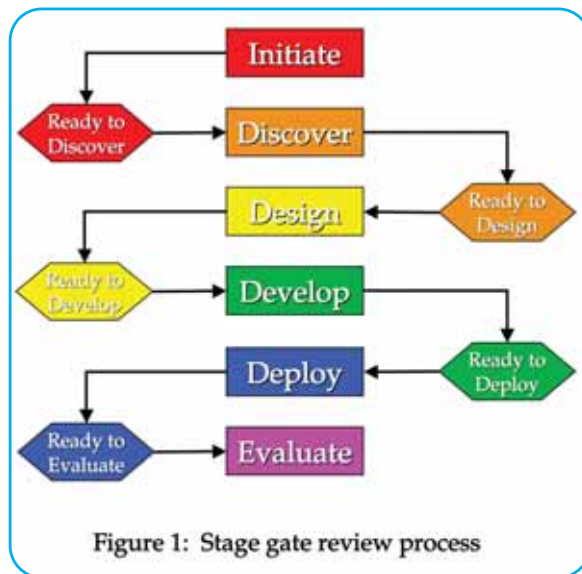 Initiate
Ready to
Discover
Discover
Ready to
Design
Design
Ready to
Develop
Develop
Ready to
Deploy
Deploy
Ready to
Evaluate
Evaluate
Figure 1: Stage gate review process